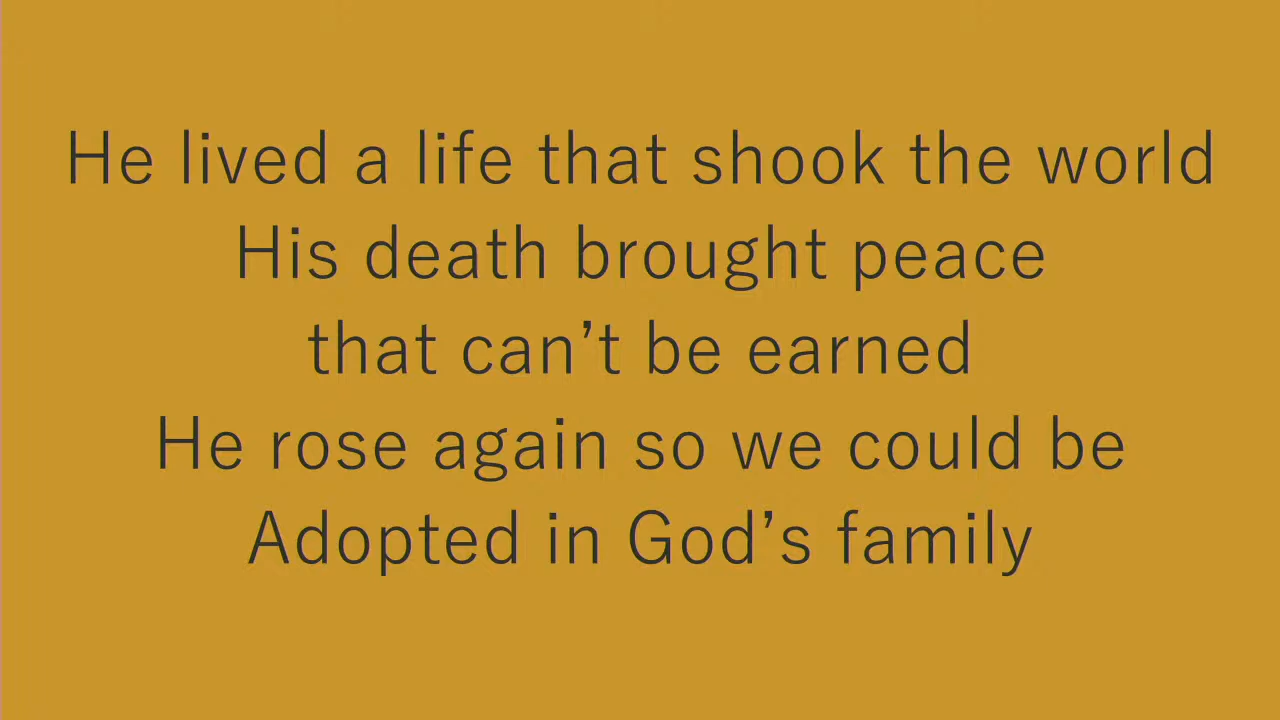 He lived a life that shook the world
His death brought peace
that can’t be earned
He rose again so we could be
Adopted in God’s family